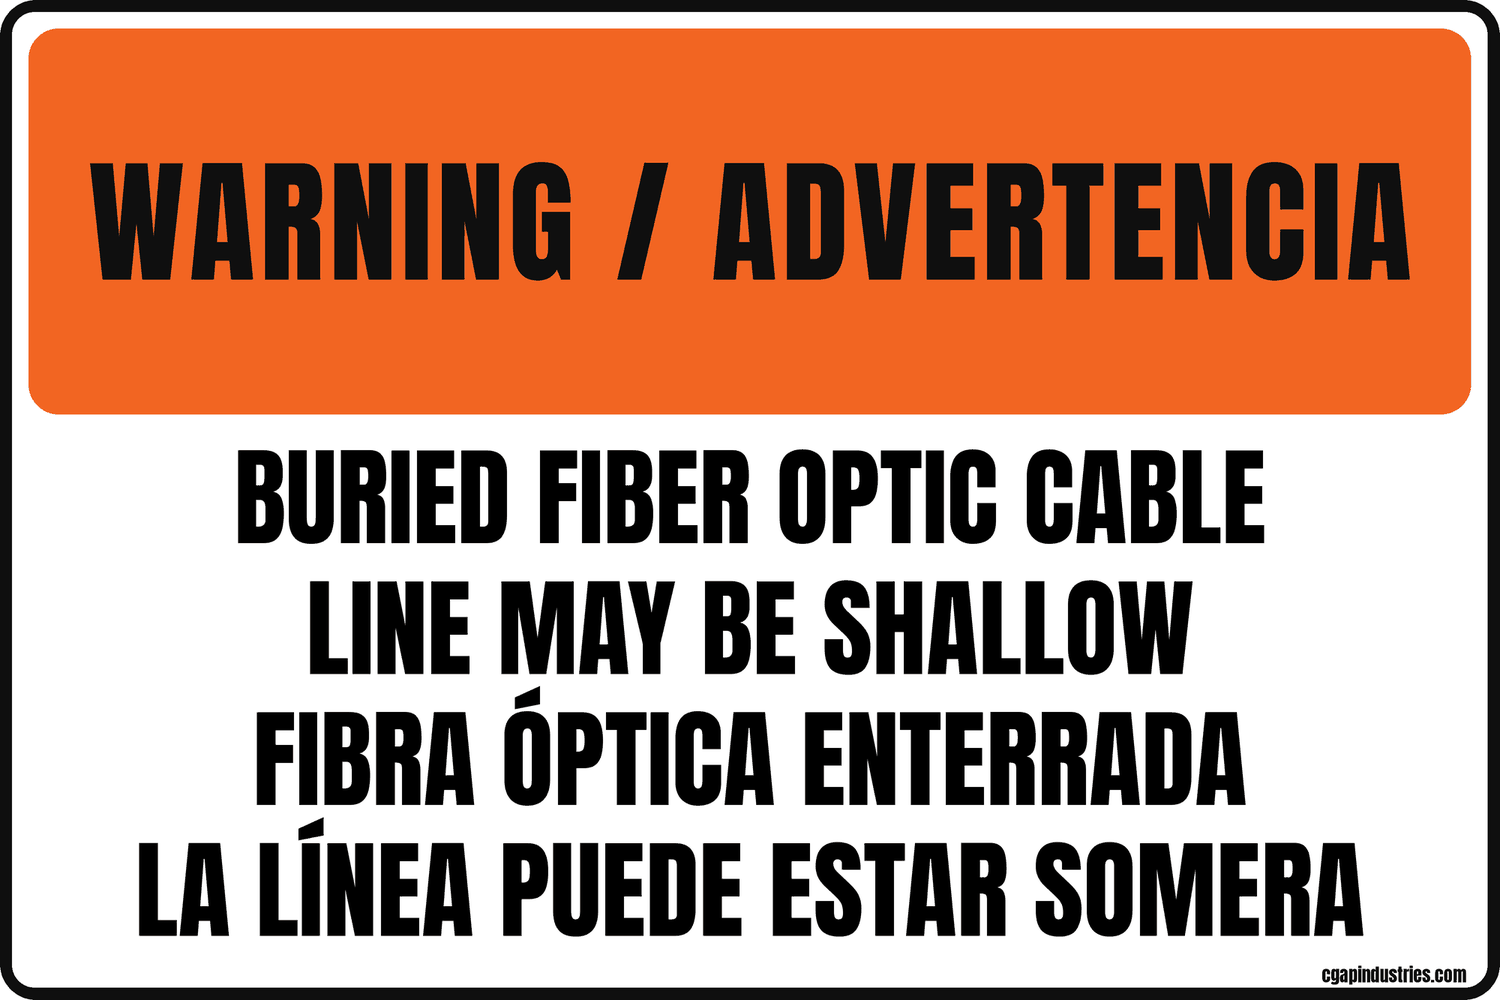 WARNING / ADVERTENCIA
BURIED FIBER OPTIC CABLE
LINE MAY BE SHALLOW
FIBRA ÓPTICA ENTERRADA
LA LÍNEA PUEDE ESTAR SOMERA
cgapindustries.com